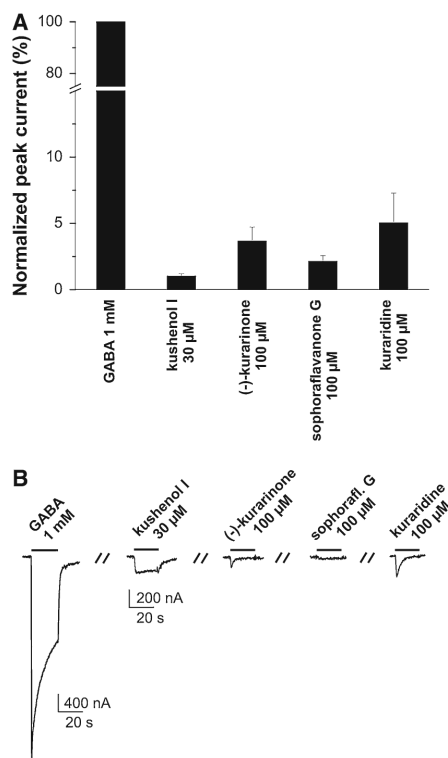 A
Normalized peak current (%)
100
80
10
5
0
GABA 1 mM
kushenol I
30 µM
(-)-kurarinone
100 µM
sophoraflavanone G
100 µM
kuraridine
100 µM
B
GABA
1 mM
kushenol I
30 µM
(-)-kurarinone
100 µM
sophorafl. G
100 µM
kuraridine
100 µM
200 nA
20 s
400 nA
20 s